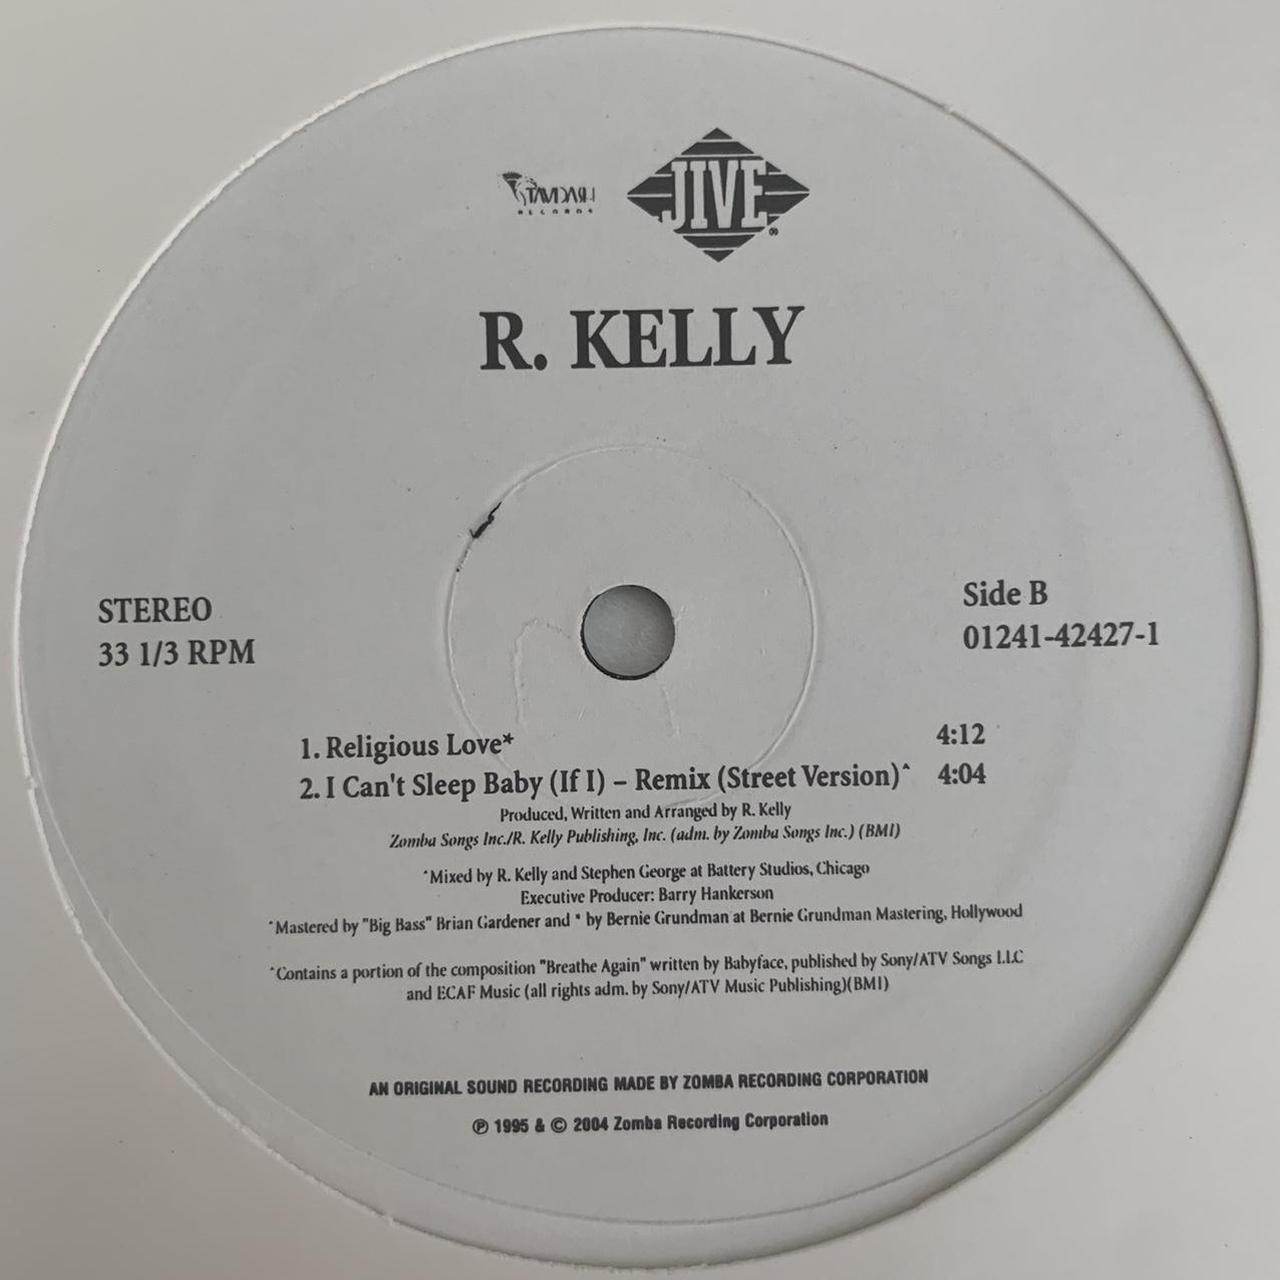 JIVE
RECORDS
R. KELLY
STEREO
33 1/3 RPM
Side B
01241-42427-1
1. Religious Love* 4:12
2. I Can't Sleep Baby (If I) – Remix (Street Version)^ 4:04
Produced, Written and Arranged by R. Kelly
Zomba Songs Inc./R. Kelly Publishing, Inc. (adm. by Zomba Songs Inc.) (BMI)
^Mixed by R. Kelly and Stephen George at Battery Studios, Chicago
Executive Producer: Barry Hankerson
^Mastered by "Big Bass" Brian Gardener and * by Bernie Grundman at Bernie Grundman Mastering, Hollywood
^Contains a portion of the composition "Breathe Again" written by Babyface, published by Sony/ATV Songs LLC
and ECAF Music (all rights adm. by Sony/ATV Music Publishing)(BMI)
AN ORIGINAL SOUND RECORDING MADE BY ZOMBA RECORDING CORPORATION
℗ 1995 & © 2004 Zomba Recording Corporation